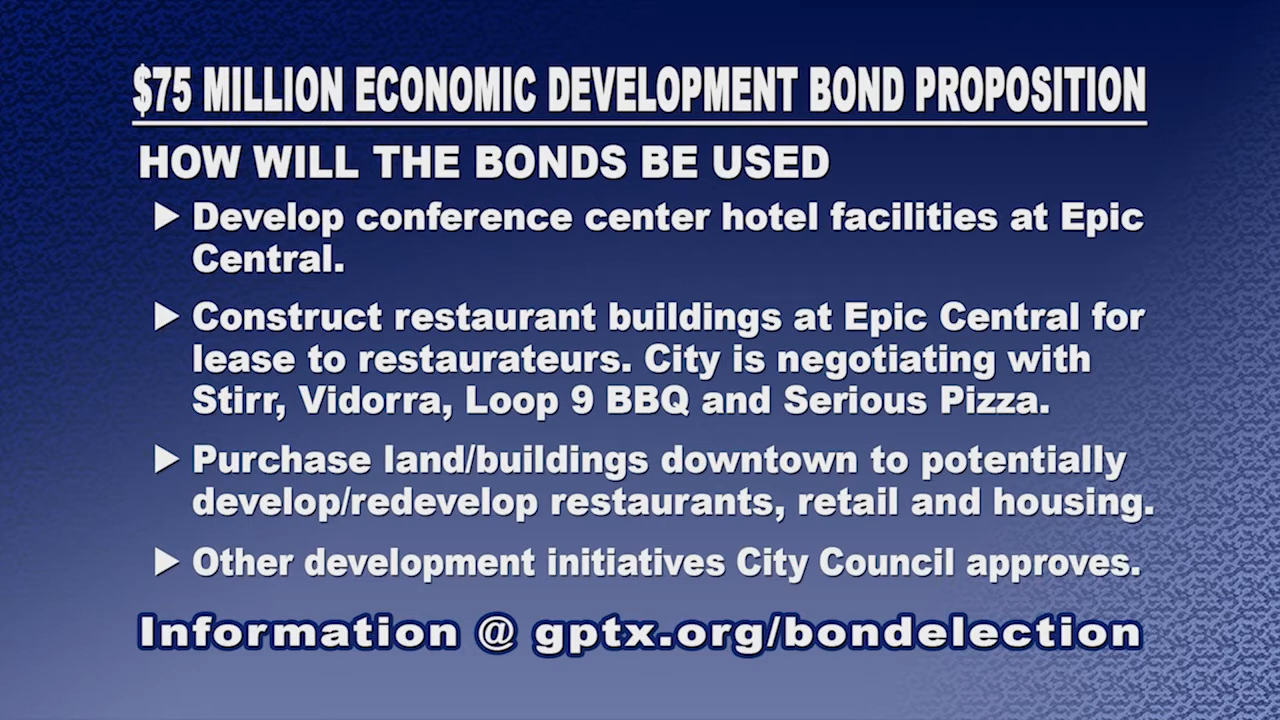 $75 MILLION ECONOMIC DEVELOPMENT BOND PROPOSITION
HOW WILL THE BONDS BE USED
▶ Develop conference center hotel facilities at Epic
Central.
▶ Construct restaurant buildings at Epic Central for
lease to restaurateurs. City is negotiating with
Stirr, Vidorra, Loop 9 BBQ and Serious Pizza.
▶ Purchase land/buildings downtown to potentially
develop/redevelop restaurants, retail and housing.
▶ Other development initiatives City Council approves.
Information @ gptx.org/bondelection